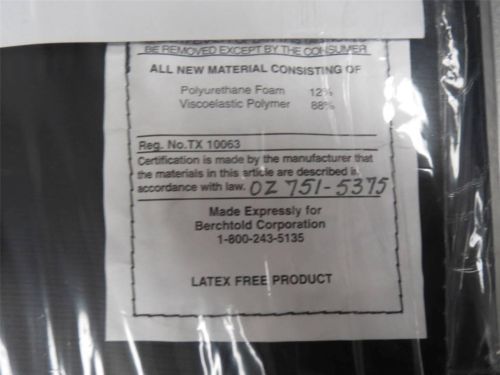 BE REMOVED EXCEPT BY THE CONSUMER
ALL NEW MATERIAL CONSISTING OF
Polyurethane Foam 12%
Viscoelastic Polymer 88%
Reg. No.TX 10063
Certification is made by the manufacturer that
the materials in this article are described in
accordance with law. OZ 751-5375
Made Expressly for
Berchtold Corporation
1-800-243-5135
LATEX FREE PRODUCT